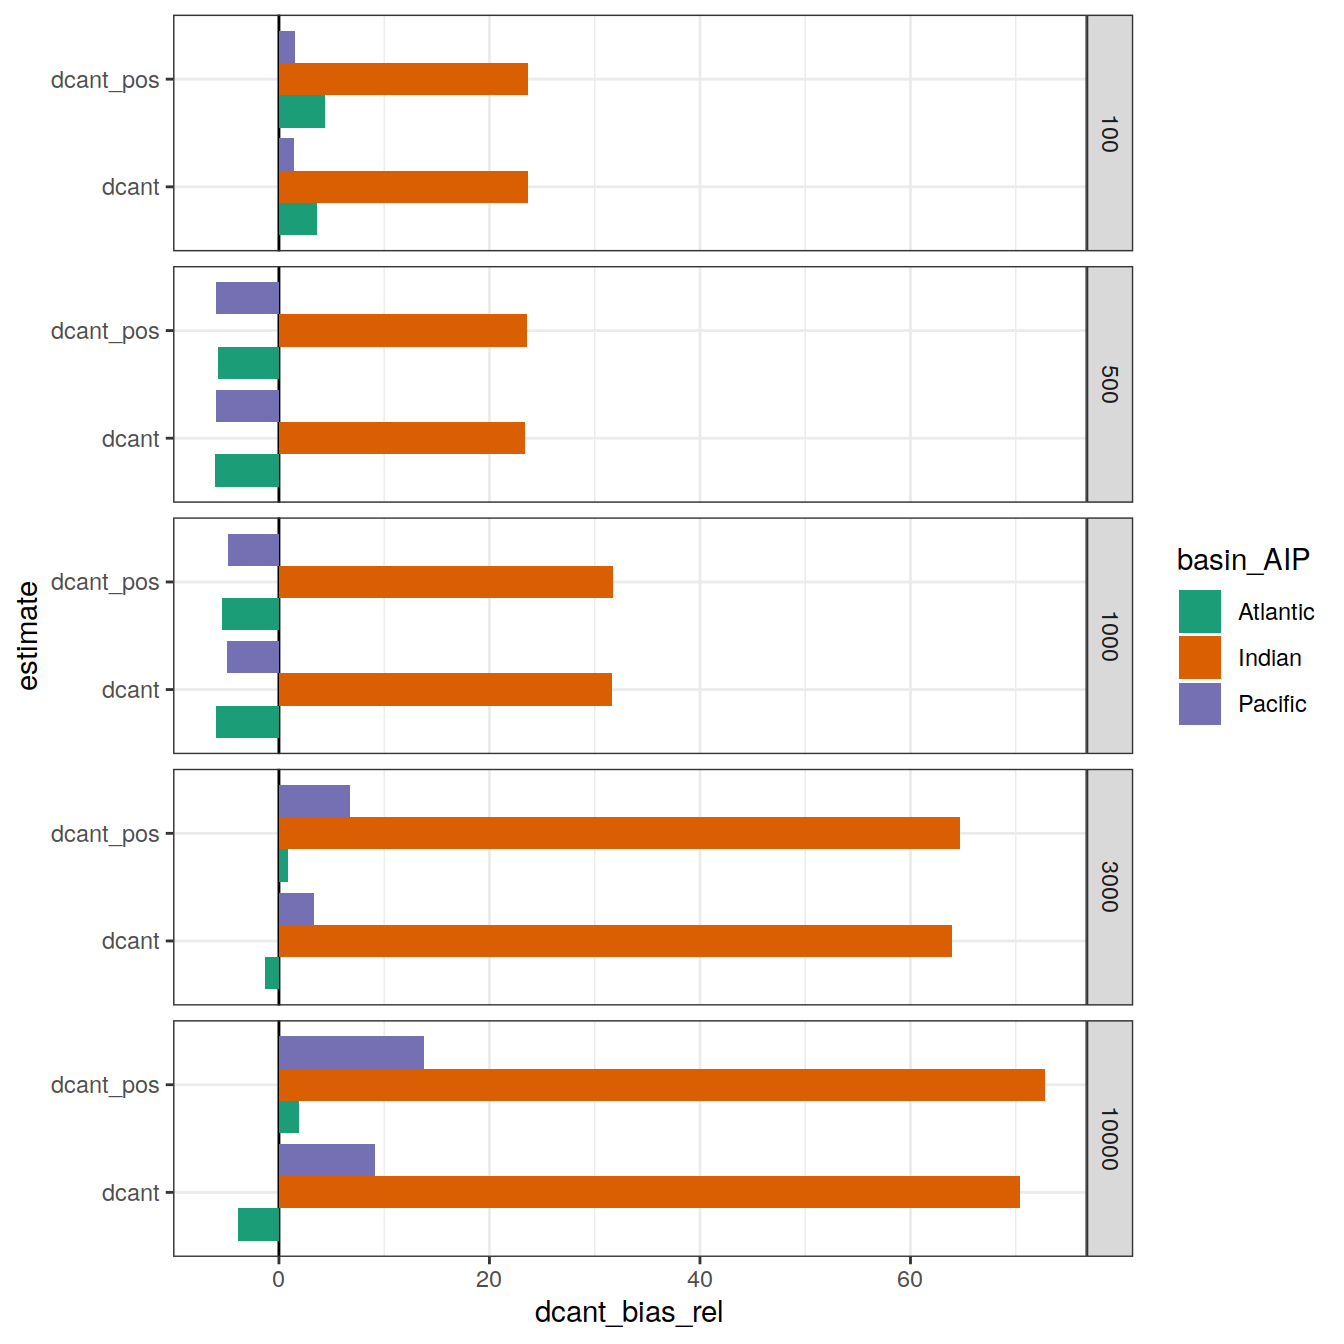 dcant_pos
dcant
100
dcant_pos
dcant
500
dcant_pos
dcant
1000
dcant_pos
dcant
3000
dcant_pos
dcant
10000
estimate
0 20 40 60
dcant_bias_rel
basin_AIP
Atlantic
Indian
Pacific